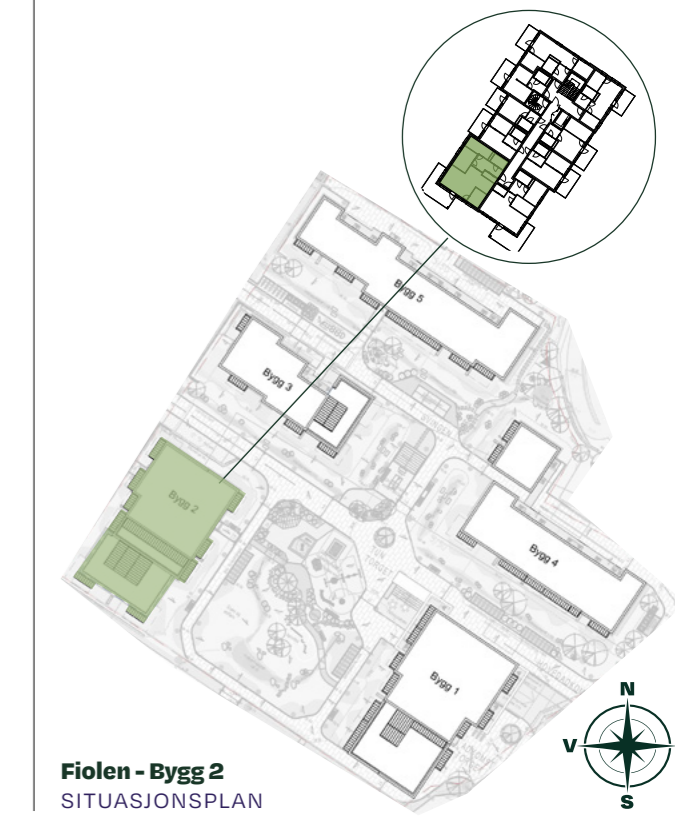 Bygg 5
Bygg 3
Bygg 2
Bygg 4
Bygg 1
N
V
S
Fiolen - Bygg 2
SITUASJONSPLAN